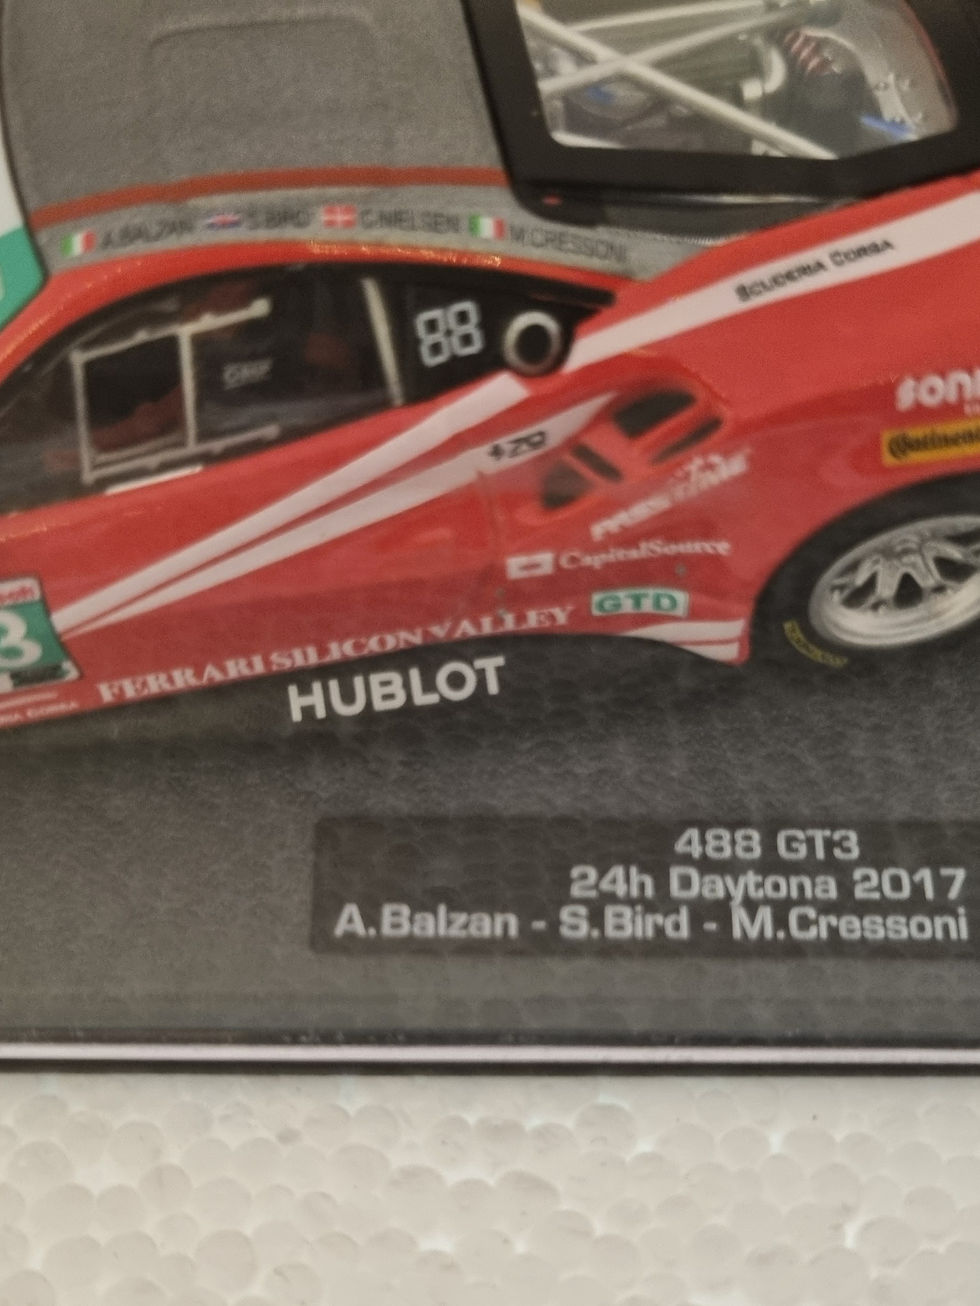 A.BALZAN S.BIRD C.NIELSEN M.CRESSONI
SCUDERIA CORSA
88
CapitalSource
GTD
3
FERRARI SILICON VALLEY
HUBLOT
488 GT3
24h Daytona 2017
A.Balzan - S.Bird - M.Cressoni